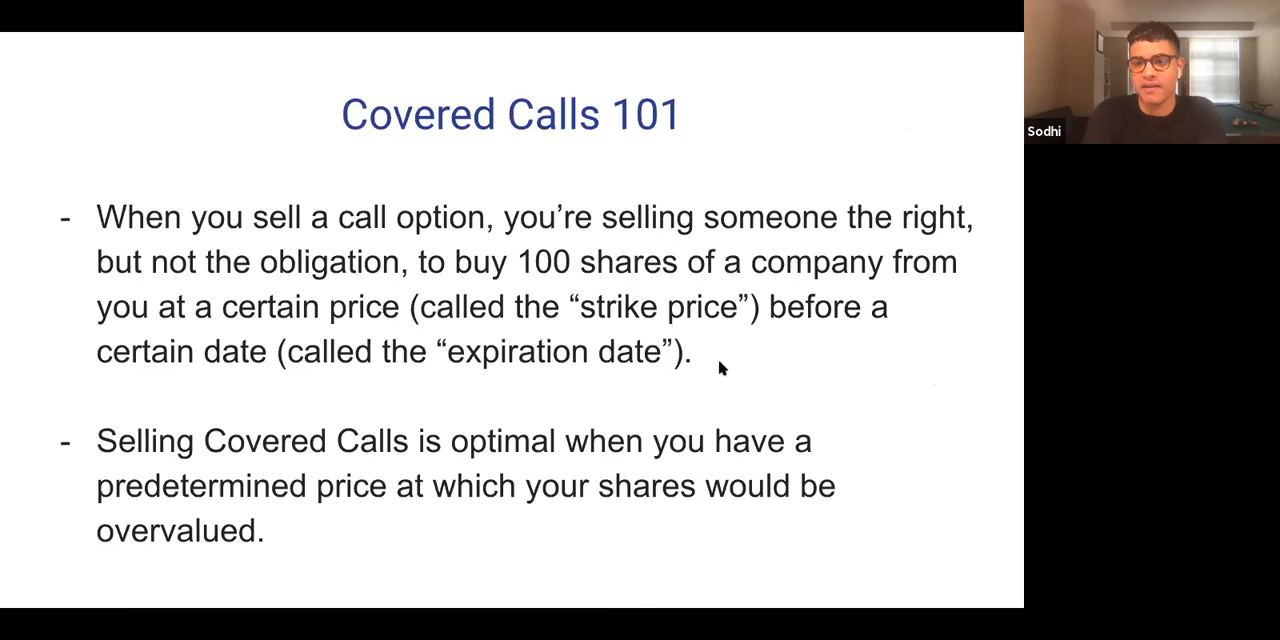 Covered Calls 101
- When you sell a call option, you’re selling someone the right,
but not the obligation, to buy 100 shares of a company from
you at a certain price (called the “strike price”) before a
certain date (called the “expiration date”).
- Selling Covered Calls is optimal when you have a
predetermined price at which your shares would be
overvalued.
Sodhi